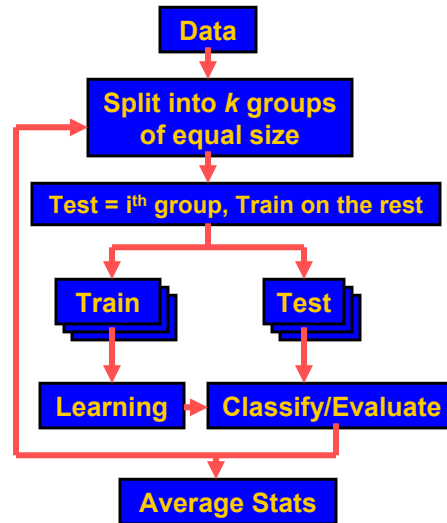 Data
Split into k groups
of equal size
Test = ith group, Train on the rest
Train
Test
Learning
Classify/Evaluate
Average Stats